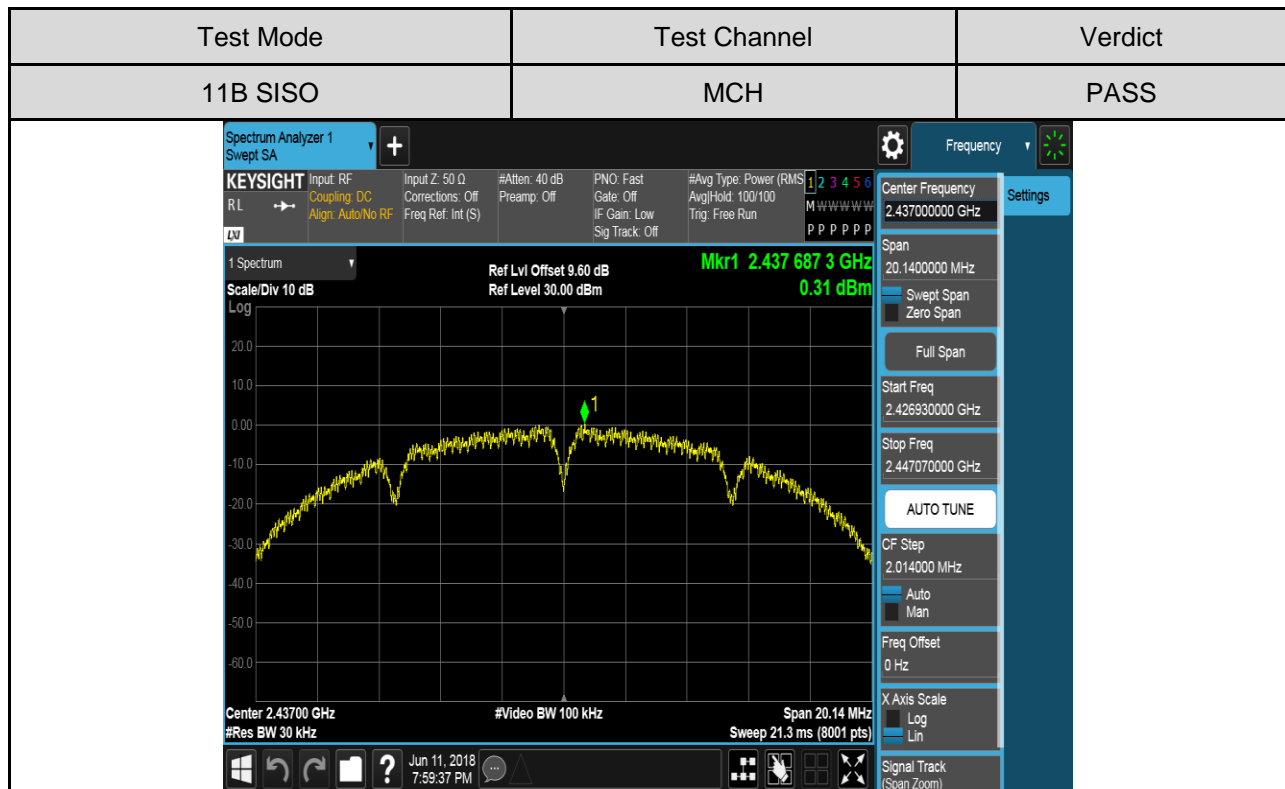 Test Mode Test Channel Verdict
11B SISO MCH PASS
Spectrum Analyzer 1
Swept SA
+
Frequency
KEYSIGHT
RL
LXI
Input: RF
Coupling: DC
Align: Auto/No RF
Input Z: 50 Ω
Corrections: Off
Freq Ref: Int (S)
#Atten: 40 dB
Preamp: Off
PNO: Fast
Gate: Off
IF Gain: Low
Sig Track: Off
#Avg Type: Power (RMS
Avg|Hold: 100/100
Trig: Free Run
1 2 3 4 5 6
M W W W W W
P P P P P P
1 Spectrum
Scale/Div 10 dB
Ref Lvl Offset 9.60 dB
Ref Level 30.00 dBm
Mkr1 2.437 687 3 GHz
0.31 dBm
Log
20.0
10.0
0.00
-10.0
-20.0
-30.0
-40.0
-50.0
-60.0
1
Center 2.43700 GHz
#Res BW 30 kHz
#Video BW 100 kHz
Span 20.14 MHz
Sweep 21.3 ms (8001 pts)
?
Jun 11, 2018
7:59:37 PM
Center Frequency
2.437000000 GHz
Settings
Span
20.1400000 MHz
Swept Span
Zero Span
Full Span
Start Freq
2.426930000 GHz
Stop Freq
2.447070000 GHz
AUTO TUNE
CF Step
2.014000 MHz
Auto
Man
Freq Offset
0 Hz
X Axis Scale
Log
Lin
Signal Track
(Span Zoom)